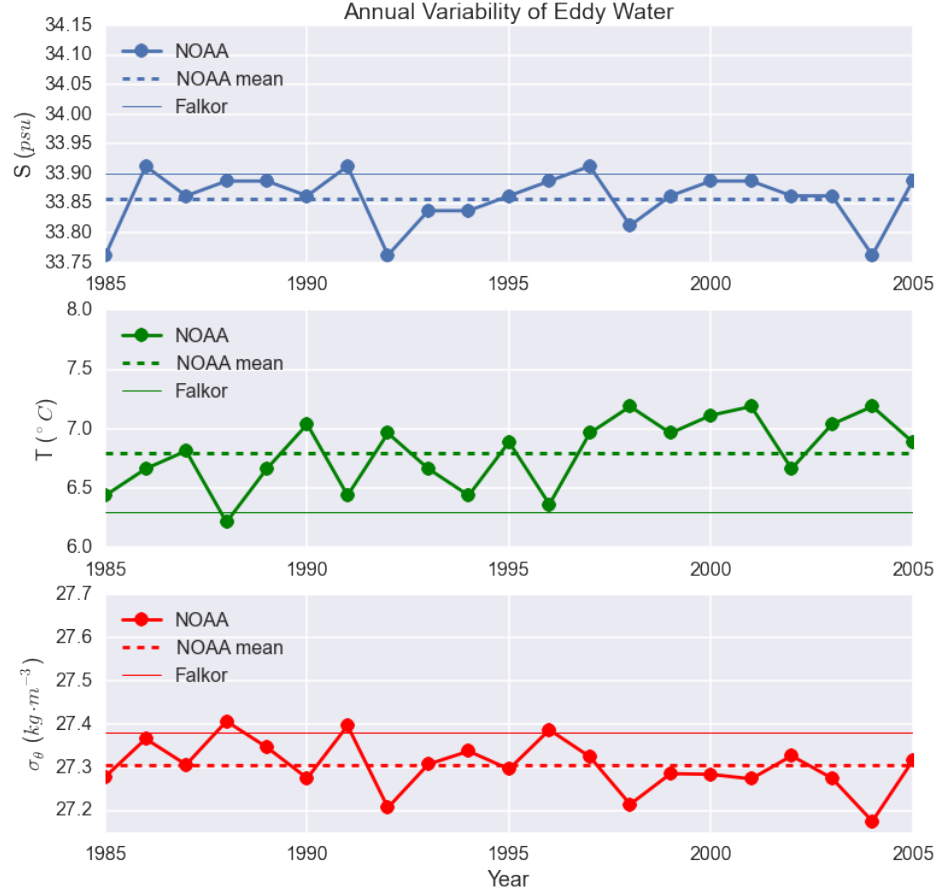 Annual Variability of Eddy Water
34.15
34.10
34.05
34.00
33.95
33.90
33.85
33.80
33.75
S (psu)
NOAA
NOAA mean
Falkor
1985 1990 1995 2000 2005
8.0
7.5
7.0
6.5
6.0
T (°C)
NOAA
NOAA mean
Falkor
1985 1990 1995 2000 2005
27.7
27.6
27.5
27.4
27.3
27.2
σ_θ (kg·m⁻³)
NOAA
NOAA mean
Falkor
1985 1990 1995 2000 2005
Year